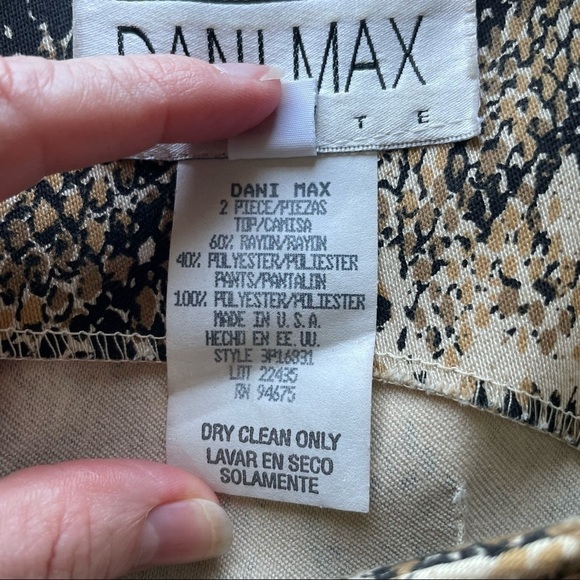 DANI MAX
T E
DANI MAX
2 PIECE/PIEZAS
TOP/CAMISA
60% RAYON/RAYON
40% POLYESTER/POLIESTER
PANTS/PANTALON
100% POLYESTER/POLIESTER
MADE IN U.S.A.
HECHO EN EE.UU.
STYLE 3P16831
LOT 22435
RN 94675
DRY CLEAN ONLY
LAVAR EN SECO
SOLAMENTE